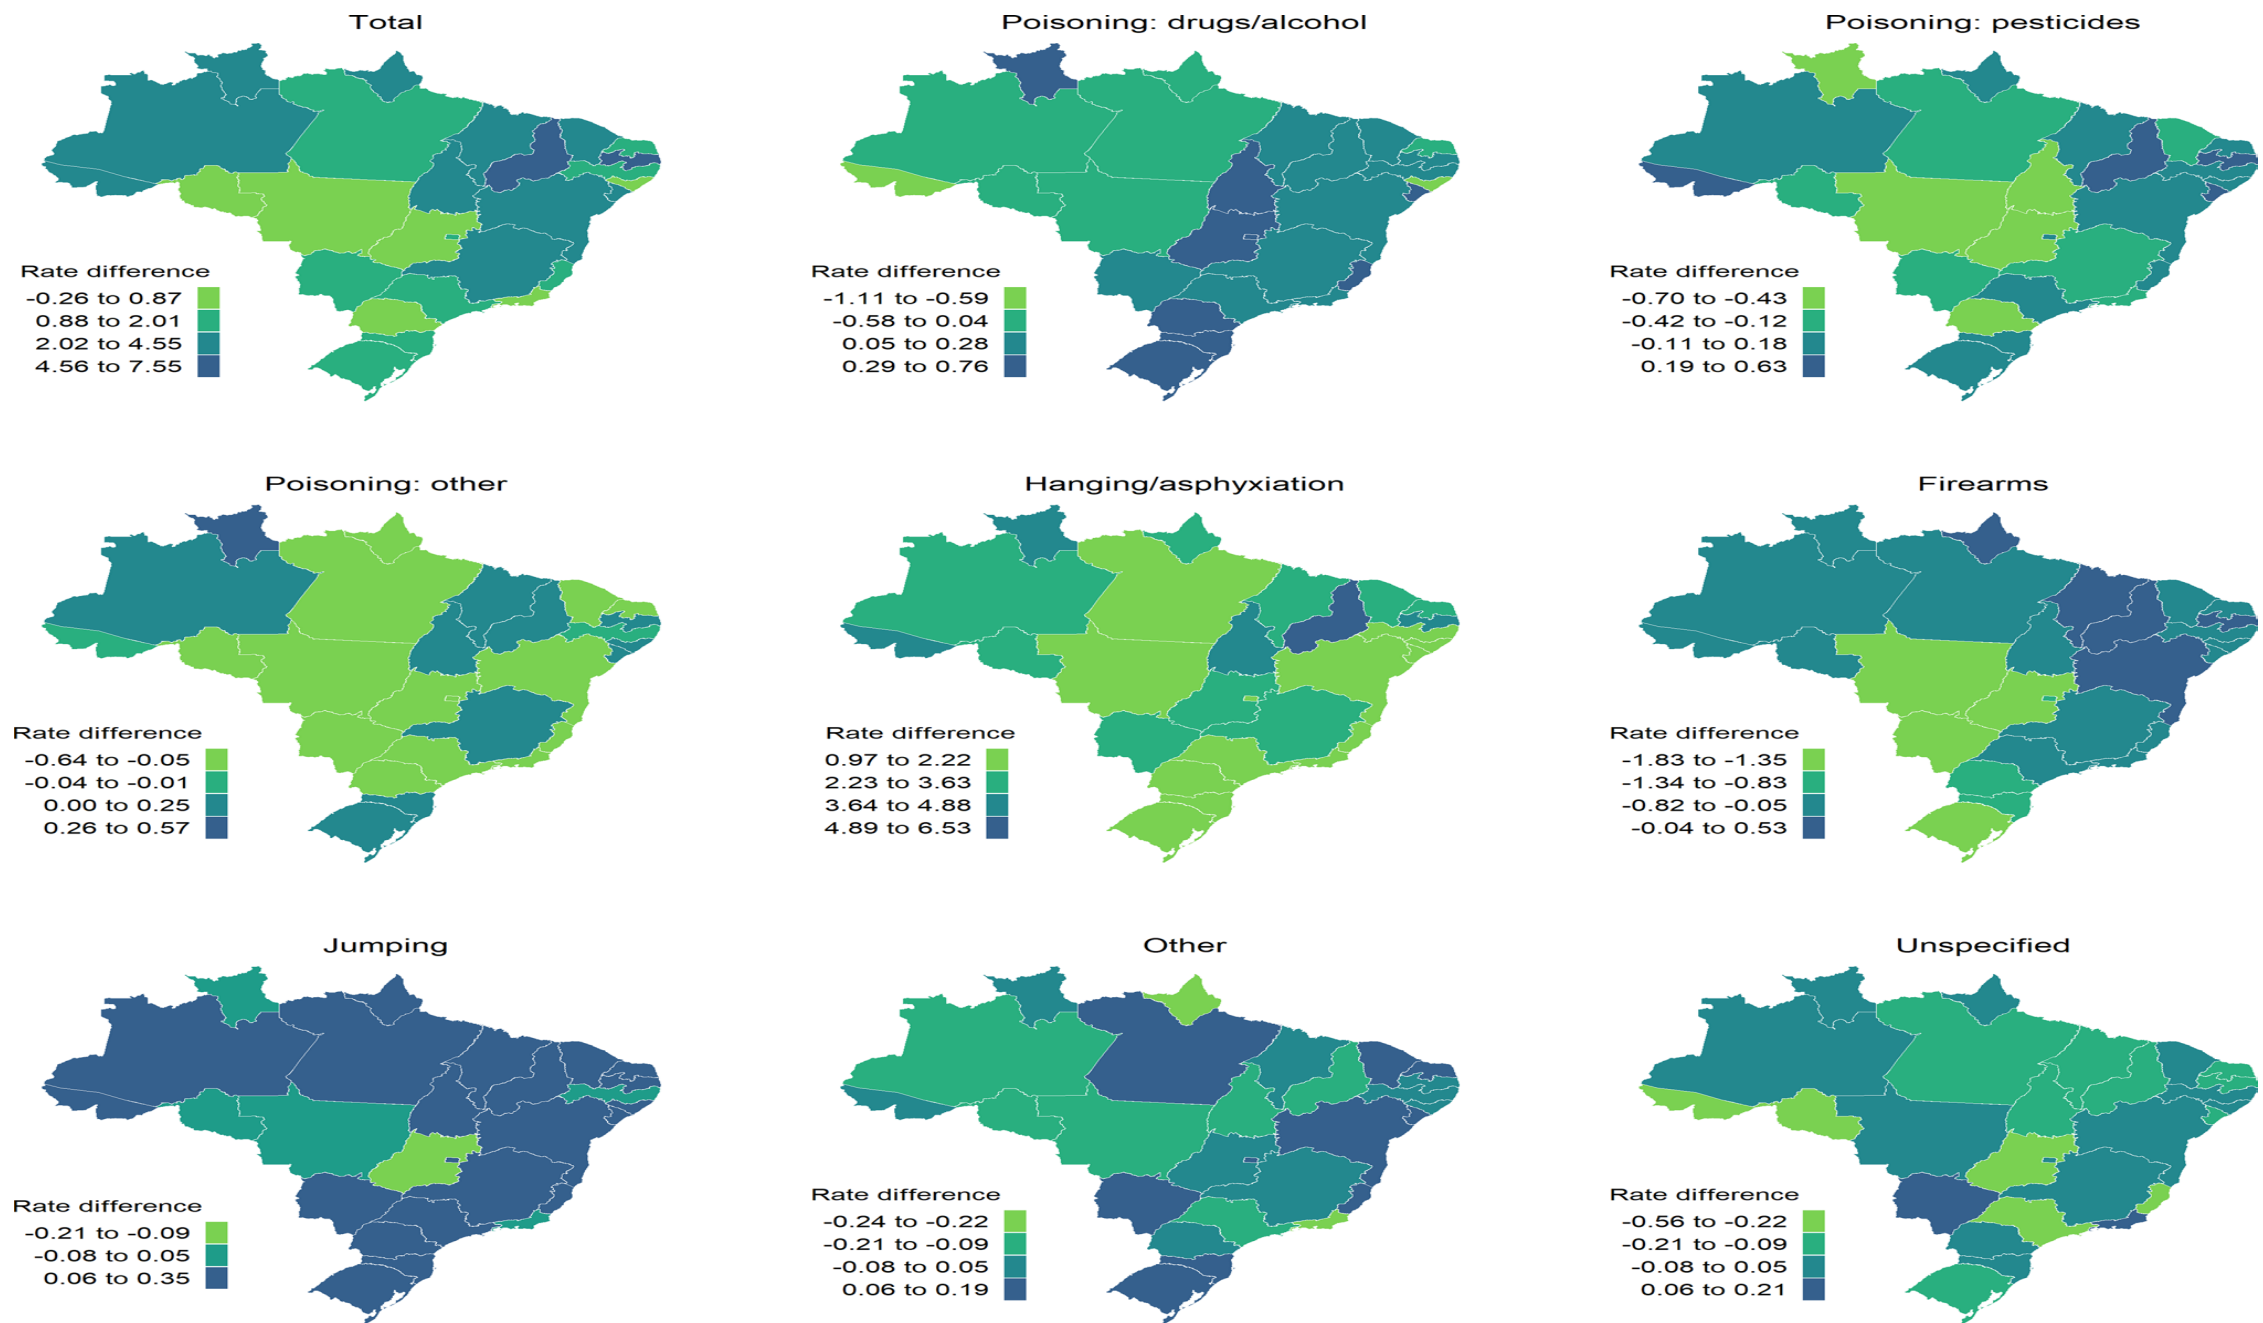 Total
Rate difference
-0.26 to 0.87
0.88 to 2.01
2.02 to 4.55
4.56 to 7.55
Poisoning: drugs/alcohol
Rate difference
-1.11 to -0.59
-0.58 to 0.04
0.05 to 0.28
0.29 to 0.76
Poisoning: pesticides
Rate difference
-0.70 to -0.43
-0.42 to -0.12
-0.11 to 0.18
0.19 to 0.63
Poisoning: other
Rate difference
-0.64 to -0.05
-0.04 to -0.01
0.00 to 0.25
0.26 to 0.57
Hanging/asphyxiation
Rate difference
0.97 to 2.22
2.23 to 3.63
3.64 to 4.88
4.89 to 6.53
Firearms
Rate difference
-1.83 to -1.35
-1.34 to -0.83
-0.82 to -0.05
-0.04 to 0.53
Jumping
Rate difference
-0.21 to -0.09
-0.08 to 0.05
0.06 to 0.35
Other
Rate difference
-0.24 to -0.22
-0.21 to -0.09
-0.08 to 0.05
0.06 to 0.19
Unspecified
Rate difference
-0.56 to -0.22
-0.21 to -0.09
-0.08 to 0.05
0.06 to 0.21